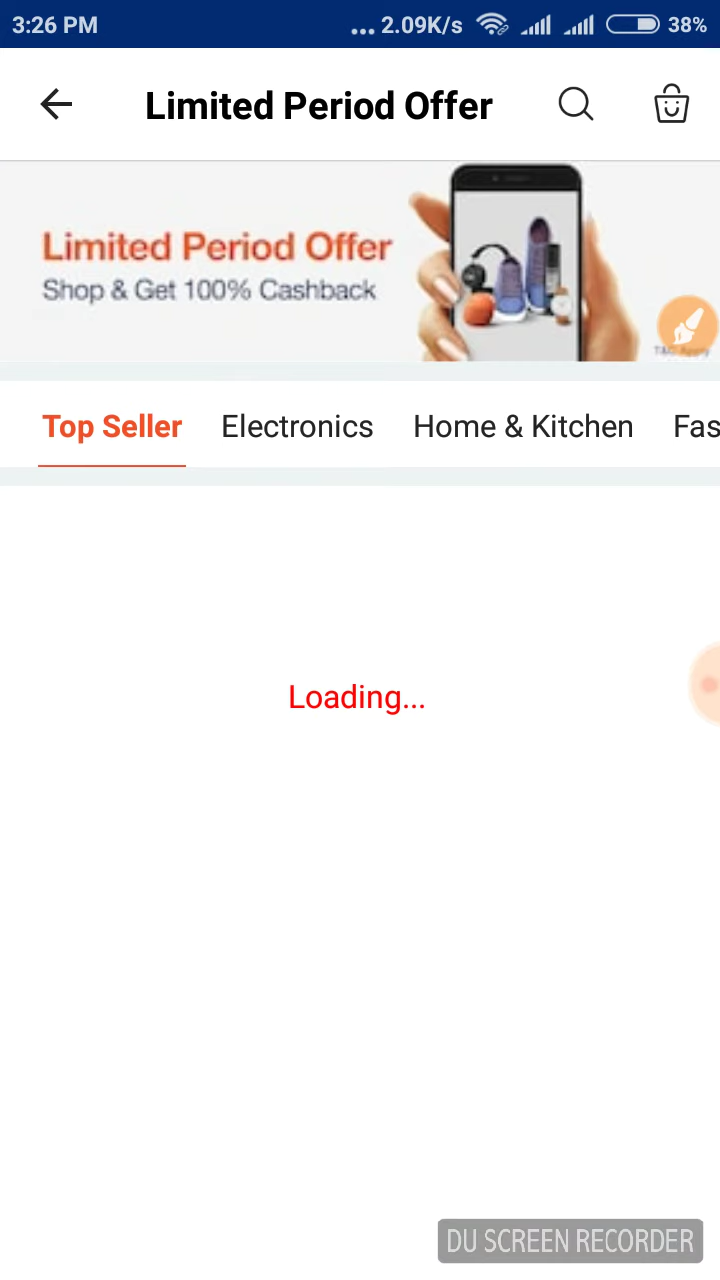 3:26 PM ... 2.09K/s 38%
Limited Period Offer
Limited Period Offer
Shop & Get 100% Cashback
T&C Apply
Top Seller Electronics Home & Kitchen Fas
Loading...
DU SCREEN RECORDER